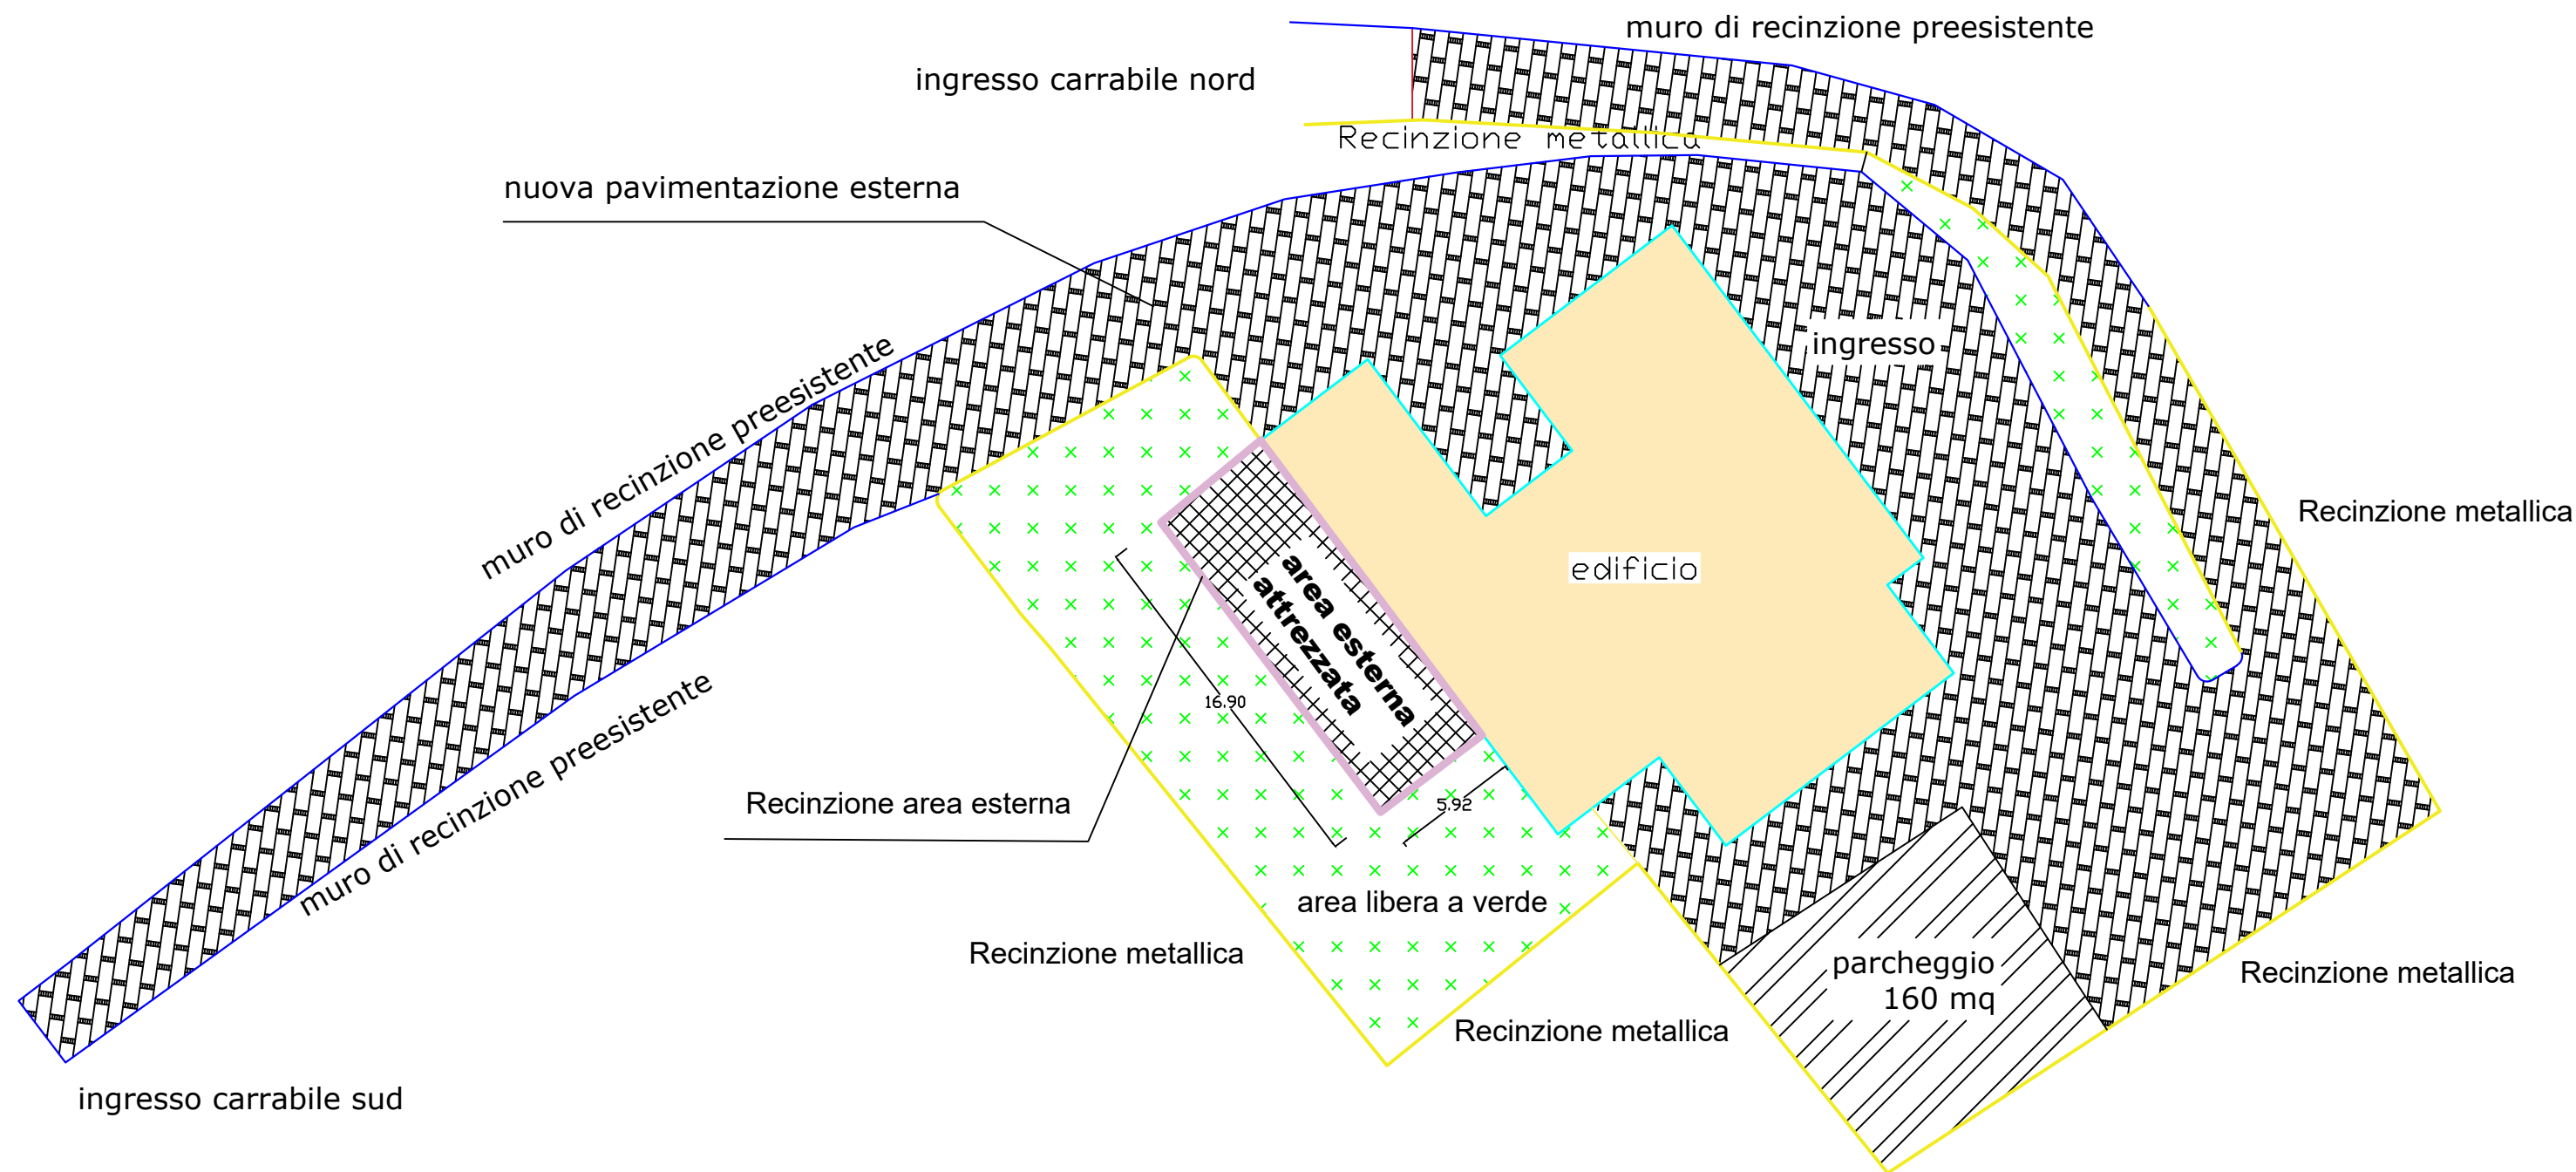 muro di recinzione preesistente
ingresso carrabile nord
Recinzione metallica
nuova pavimentazione esterna
ingresso
muro di recinzione preesistente
Recinzione metallica
edificio
area esterna
attrezzata
16.90
muro di recinzione preesistente
Recinzione area esterna
5.92
area libera a verde
Recinzione metallica
parcheggio
160 mq
Recinzione metallica
Recinzione metallica
ingresso carrabile sud